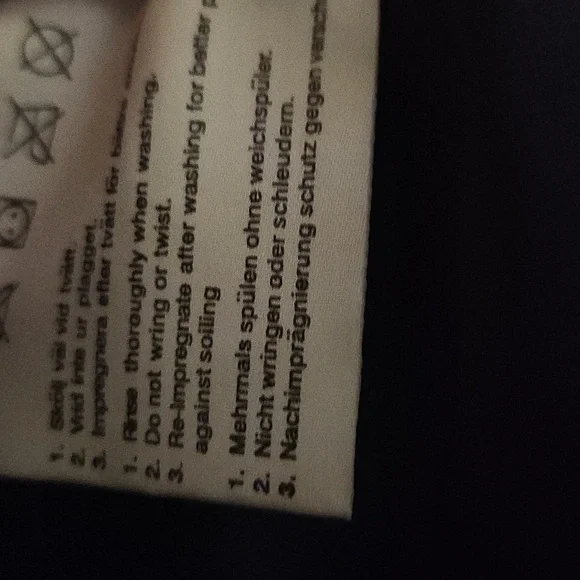 1. Skölj väl vid tvätt.
2. Vrid inte ur plagget.
3. Impregnera efter tvätt för
1. Rinse thoroughly when washing.
2. Do not wring or twist.
3. Re-impregnate after washing for better
against soiling
1. Mehrmals spülen ohne weichspüler.
2. Nicht wringen oder schleudern.
3. Nachimprägnierung schutz gegen